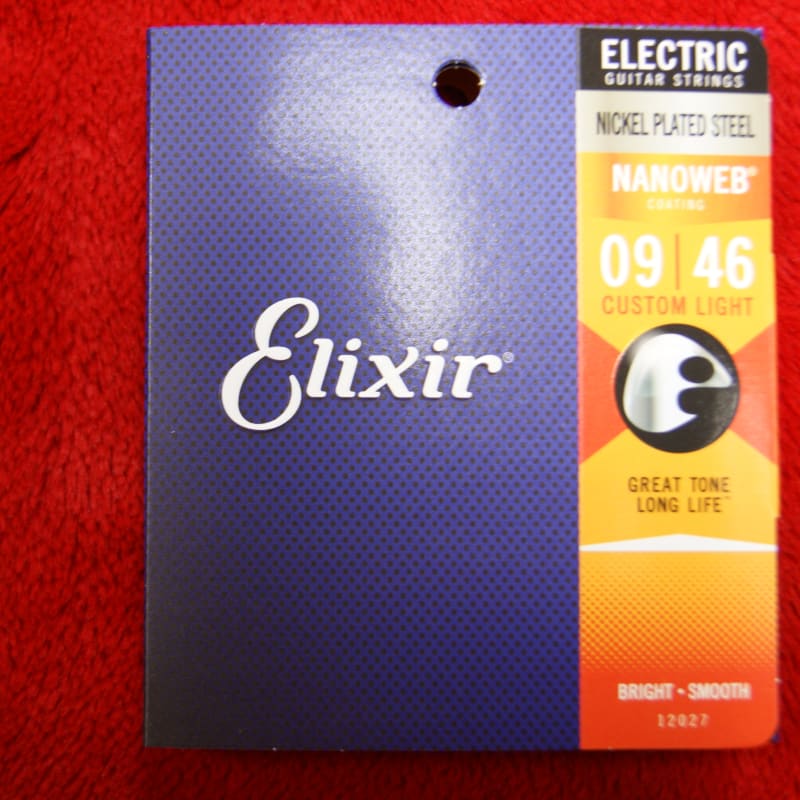 Elixir®
ELECTRIC
GUITAR STRINGS
NICKEL PLATED STEEL
NANOWEB®
COATING
09 | 46
CUSTOM LIGHT
GREAT TONE
LONG LIFE™
BRIGHT - SMOOTH
12027